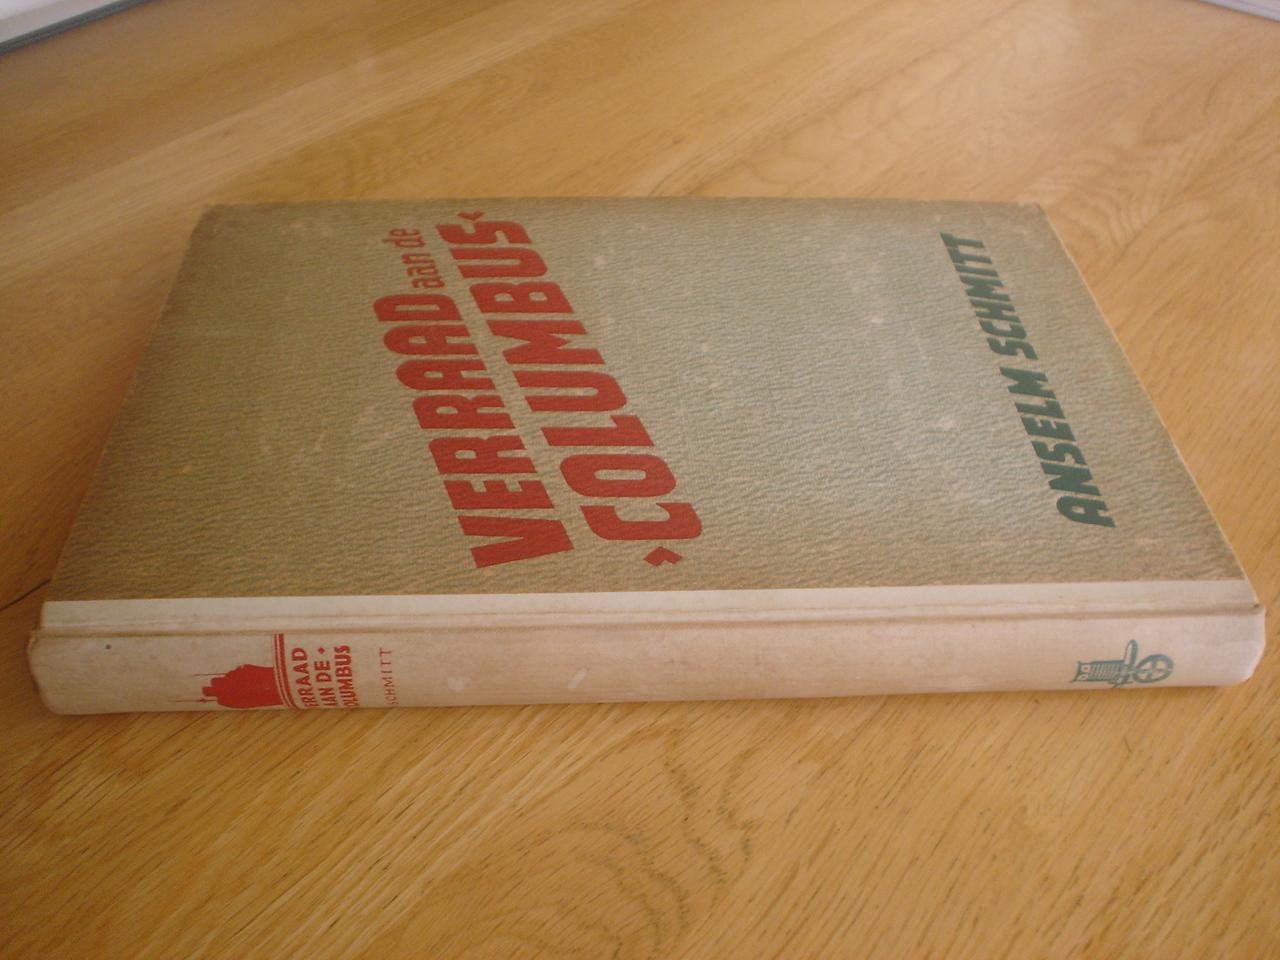 VERRAAD aan de
›COLUMBUS‹
ANSELM SCHMITT
VERRAAD
AAN DE
COLUMBUS
SCHMITT